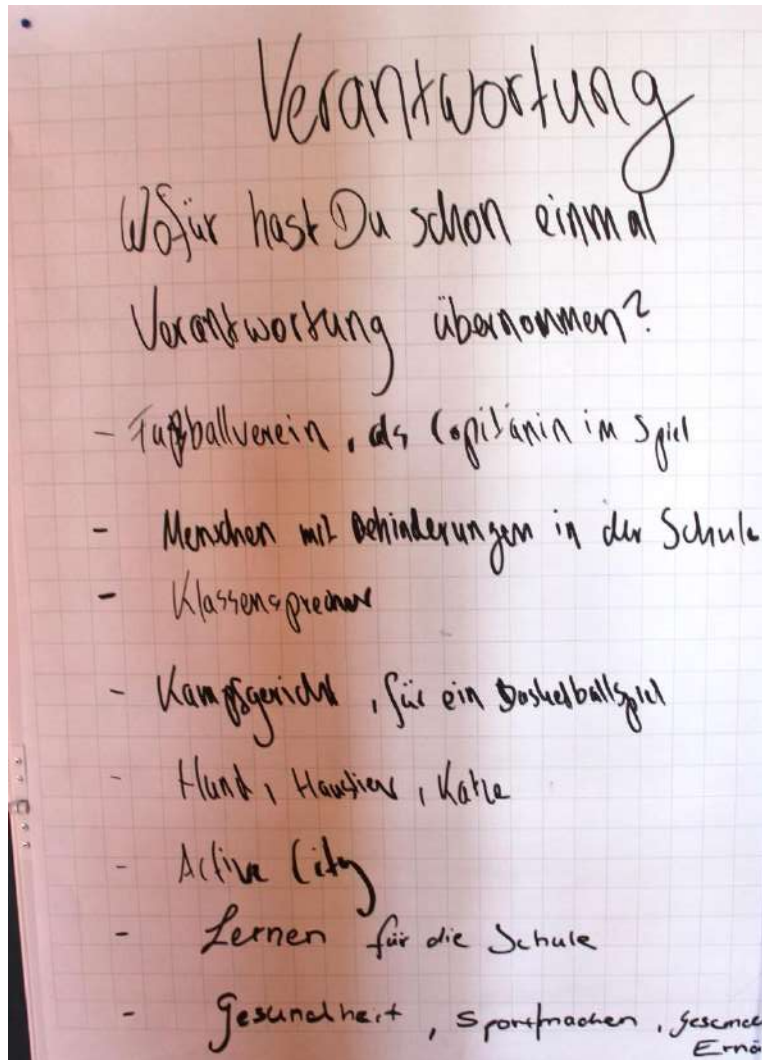 Verantwortung
Wofür hast Du schon einmal
Verantwortung übernommen?
- Fußballverein, als Capitänin im Spiel
- Menschen mit Behinderungen in der Schule
- Klassensprecher
- Kampfgericht, für ein Basketballspiel
- Hund, Haustier, Katze
- Active City
- Lernen für die Schule
- Gesundheit, Sportmachen,